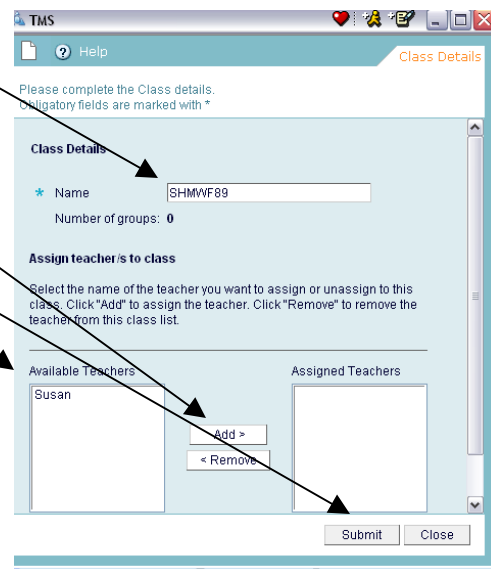 TMS
Help
Class Details
Please complete the Class details.
Obligatory fields are marked with *
Class Details
* Name SHMWF89
Number of groups: 0
Assign teacher/s to class
Select the name of the teacher you want to assign or unassign to this
class. Click "Add" to assign the teacher. Click "Remove" to remove the
teacher from this class list.
Available Teachers Assigned Teachers
Susan
Add >
< Remove
Submit Close